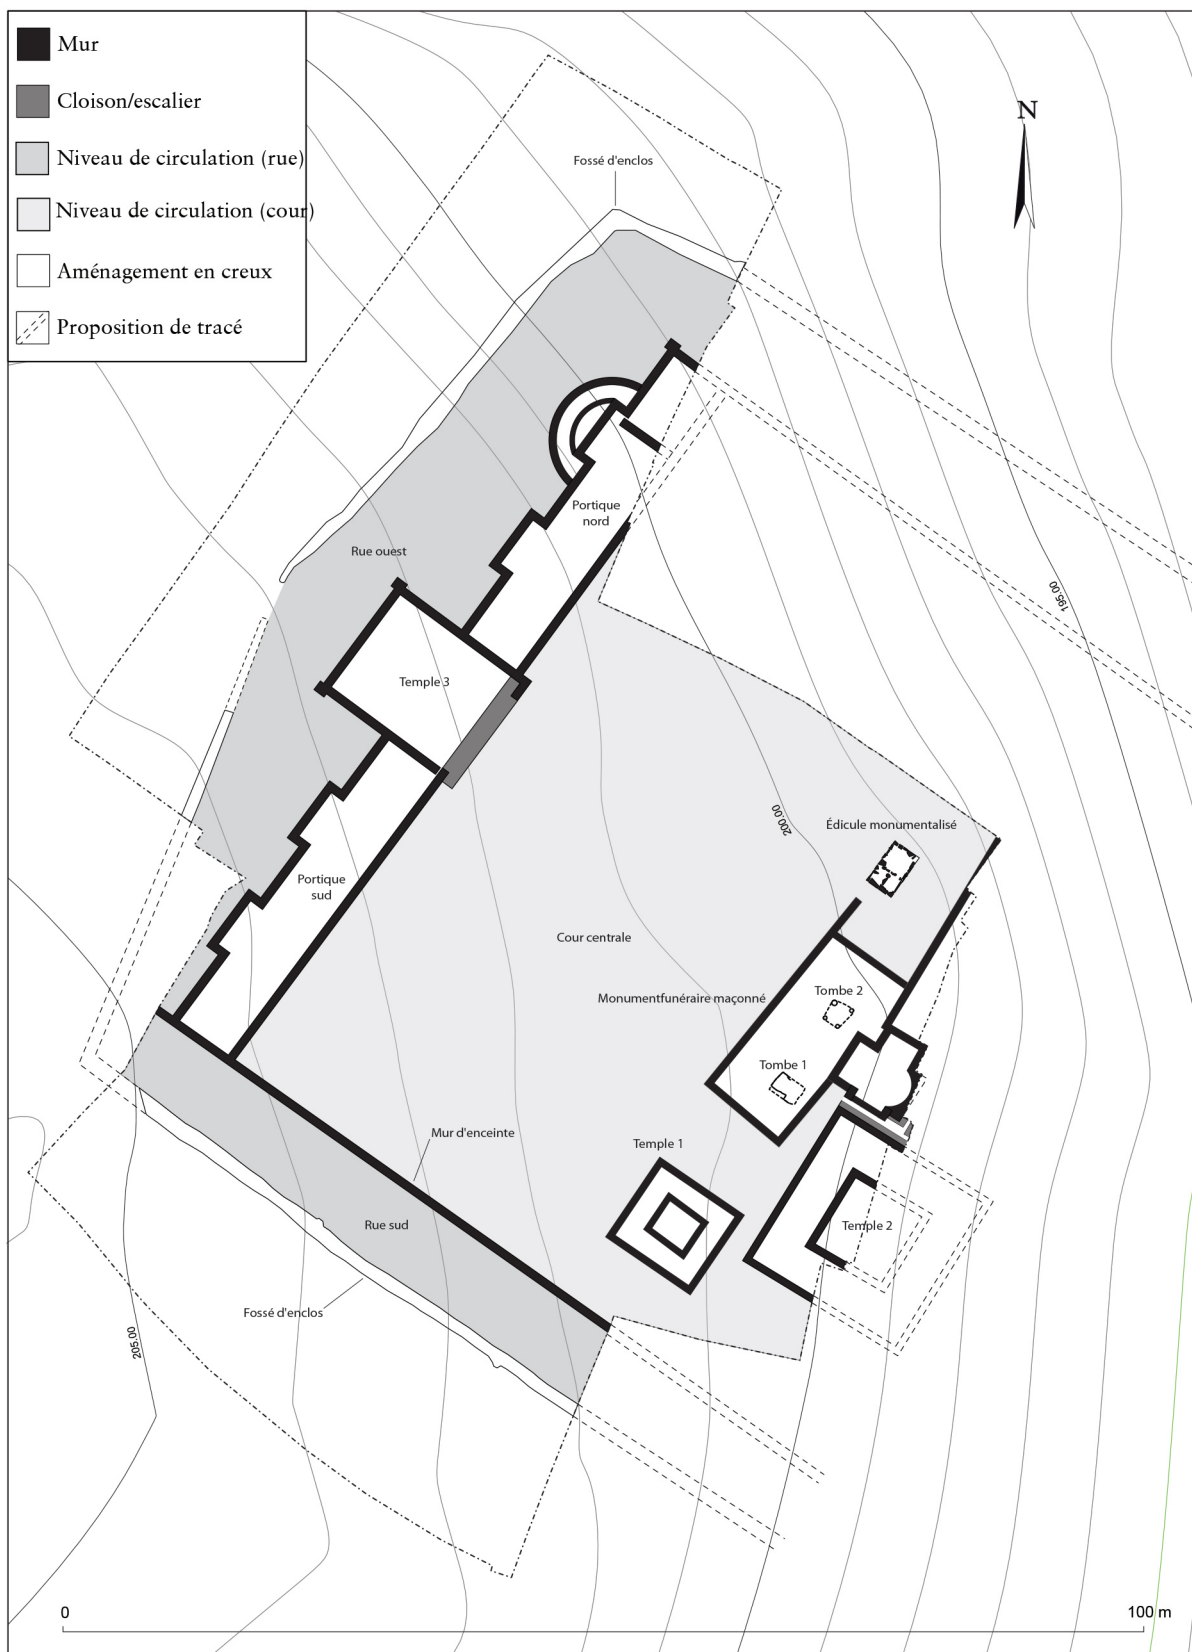 Mur
Cloison/escalier
Niveau de circulation (rue)
Niveau de circulation (cour)
Aménagement en creux
Proposition de tracé
N
Fossé d'enclos
Portique
nord
Rue ouest
195.00
Temple 3
200.00
Édicule monumentalisé
Portique
sud
Cour centrale
Tombe 2
Monumentfunéraire maçonné
Tombe 1
Mur d'enceinte
Temple 1
Rue sud
Temple 2
Fossé d'enclos
205.00
0
100 m